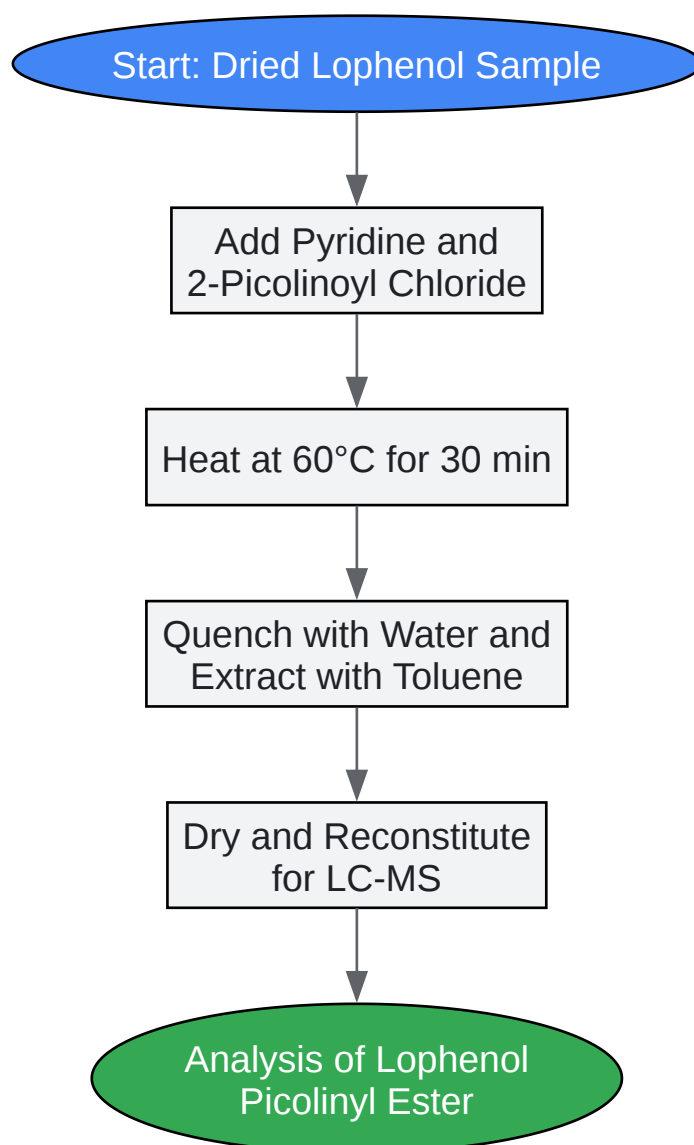 Start: Dried Lophenol Sample
Add Pyridine and
2-Picolinoyl Chloride
Heat at 60°C for 30 min
Quench with Water and
Extract with Toluene
Dry and Reconstitute
for LC-MS
Analysis of Lophenol
Picolinyl Ester